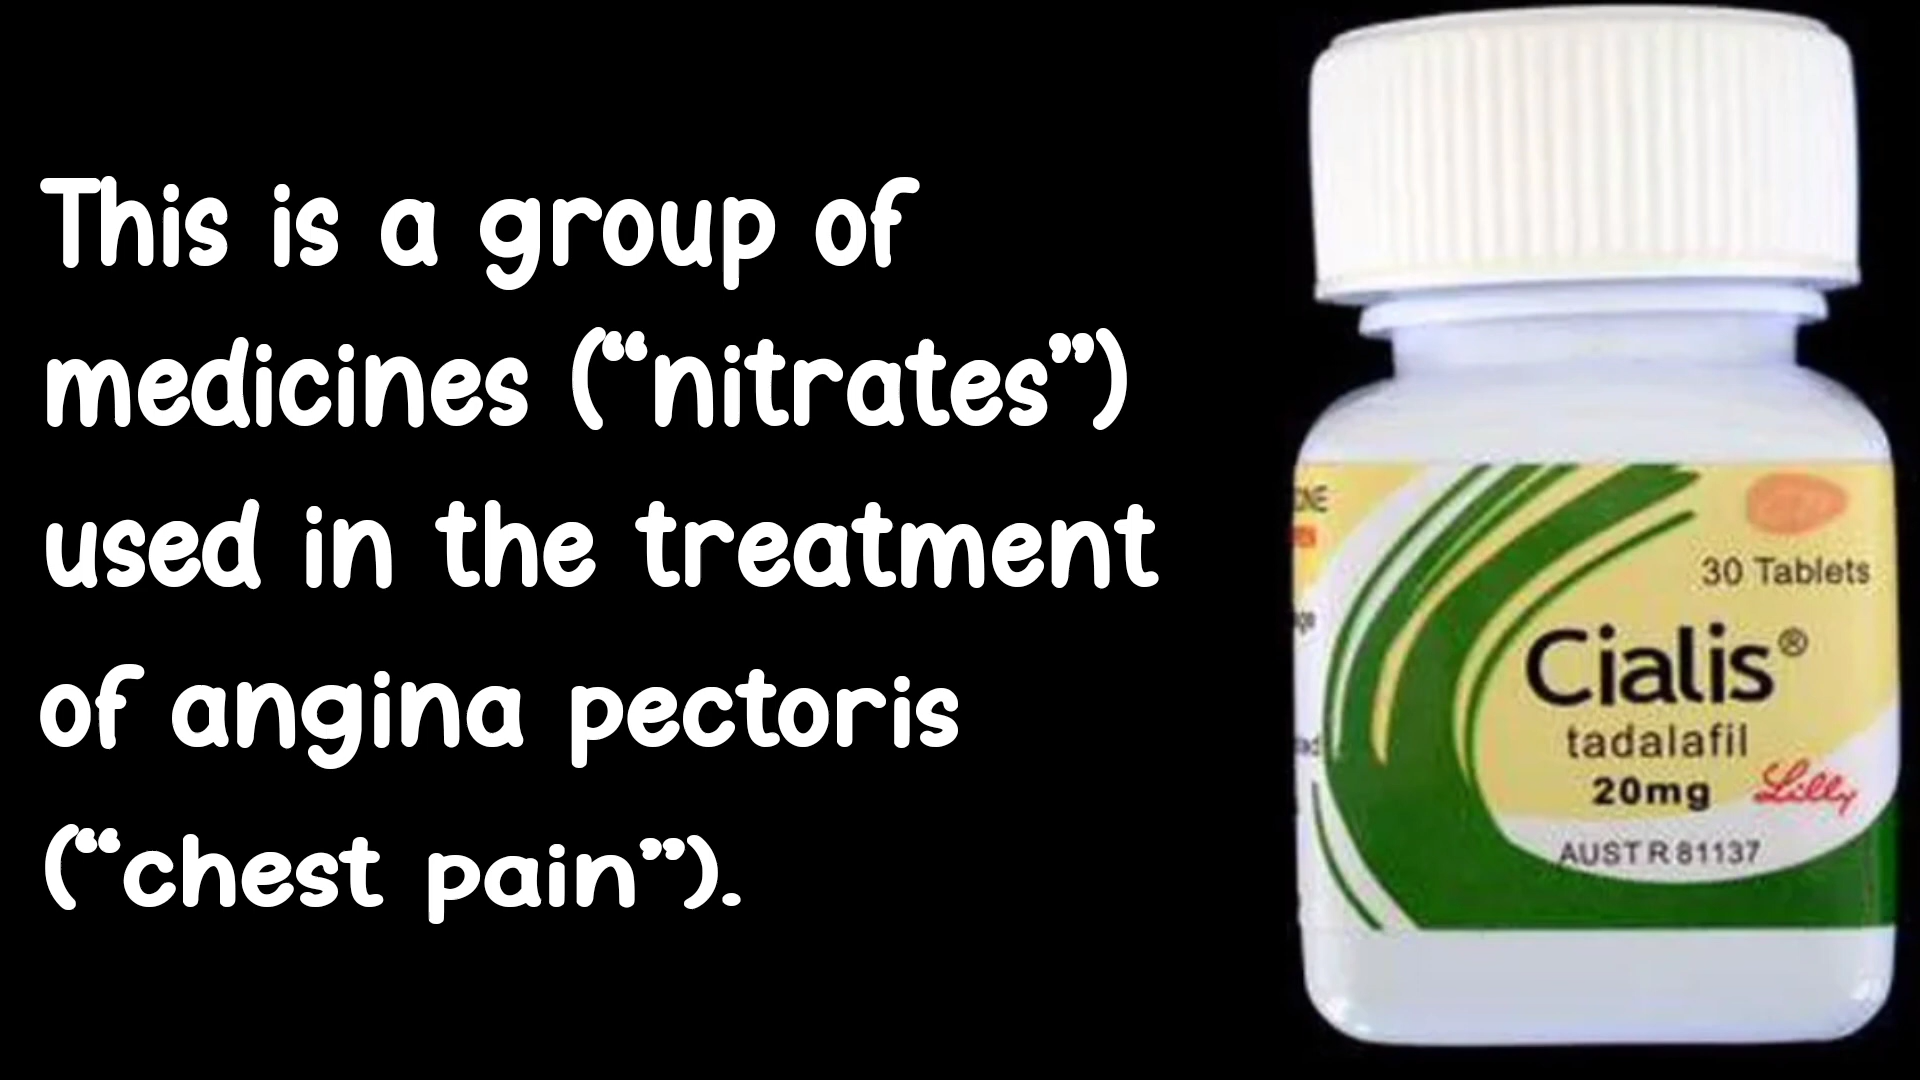 This is a group of
medicines (“nitrates”)
used in the treatment
of angina pectoris
(“chest pain”).
30 Tablets
Cialis®
tadalafil
20mg
Lilly
AUST R 81137